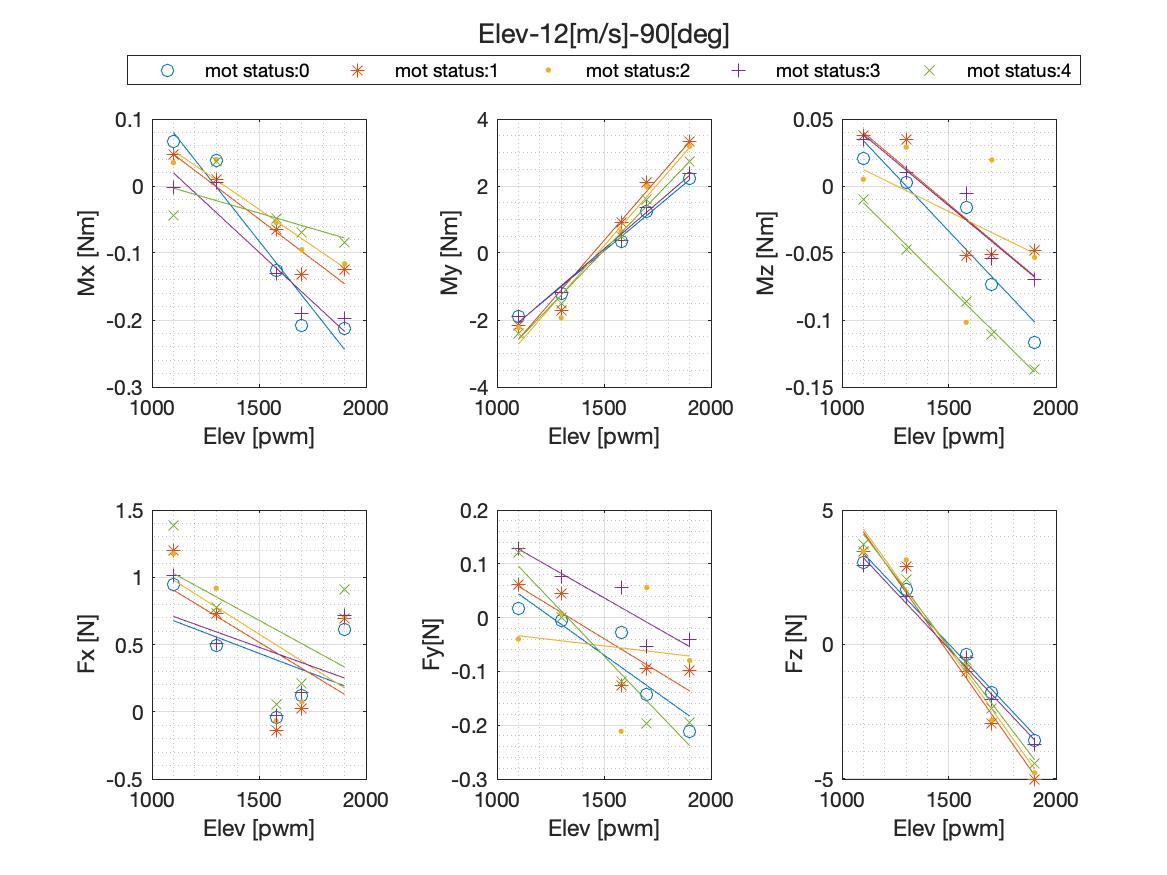 Elev-12[m/s]-90[deg]
mot status:0 mot status:1 mot status:2 mot status:3 mot status:4
0.1
0
-0.1
-0.2
-0.3
Mx [Nm]
1000 1500 2000
Elev [pwm]
4
2
0
-2
-4
My [Nm]
1000 1500 2000
Elev [pwm]
0.05
0
-0.05
-0.1
-0.15
Mz [Nm]
1000 1500 2000
Elev [pwm]
1.5
1
0.5
0
-0.5
Fx [N]
1000 1500 2000
Elev [pwm]
0.2
0.1
0
-0.1
-0.2
-0.3
Fy[N]
1000 1500 2000
Elev [pwm]
5
0
-5
Fz [N]
1000 1500 2000
Elev [pwm]